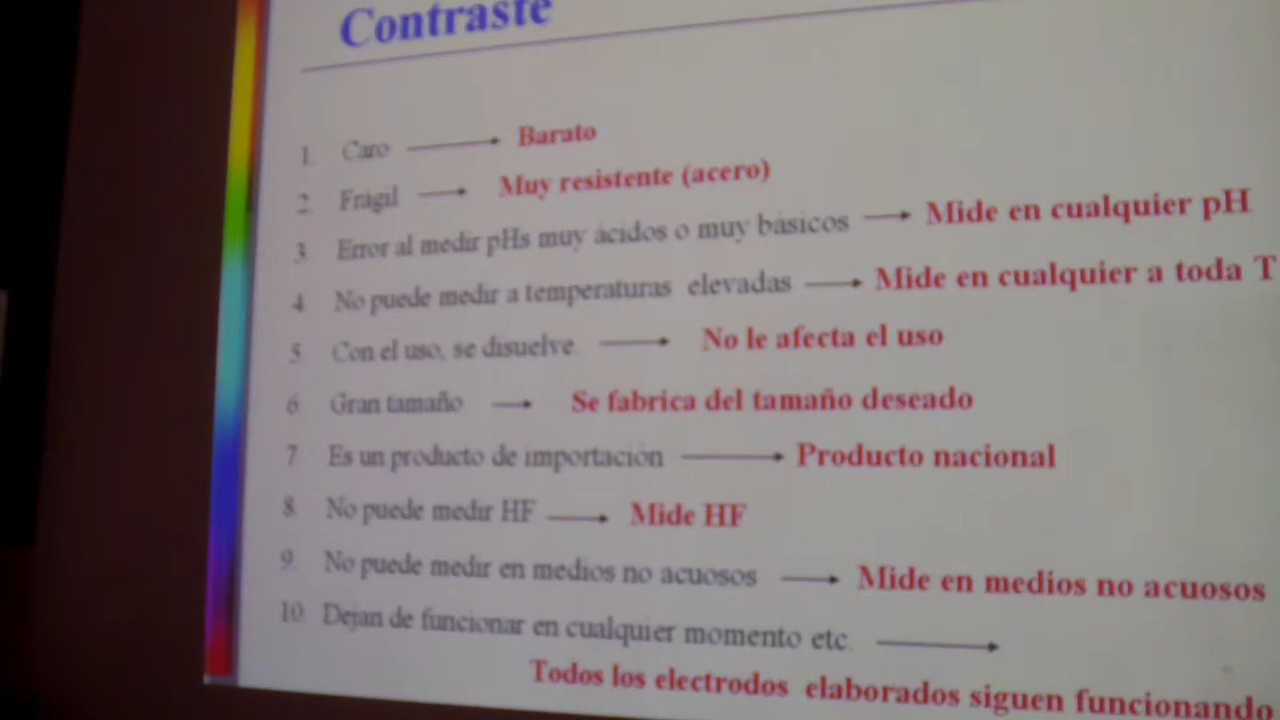 Contraste
1. Caro → Barato
2. Frágil → Muy resistente (acero)
3. Error al medir pHs muy ácidos o muy básicos → Mide en cualquier pH
4. No puede medir a temperaturas elevadas → Mide en cualquier a toda T
5. Con el uso, se disuelve → No le afecta el uso
6. Gran tamaño → Se fabrica del tamaño deseado
7. Es un producto de importación → Producto nacional
8. No puede medir HF → Mide HF
9. No puede medir en medios no acuosos → Mide en medios no acuosos
10. Dejan de funcionar en cualquier momento etc. →
Todos los electrodos elaborados siguen funcionando